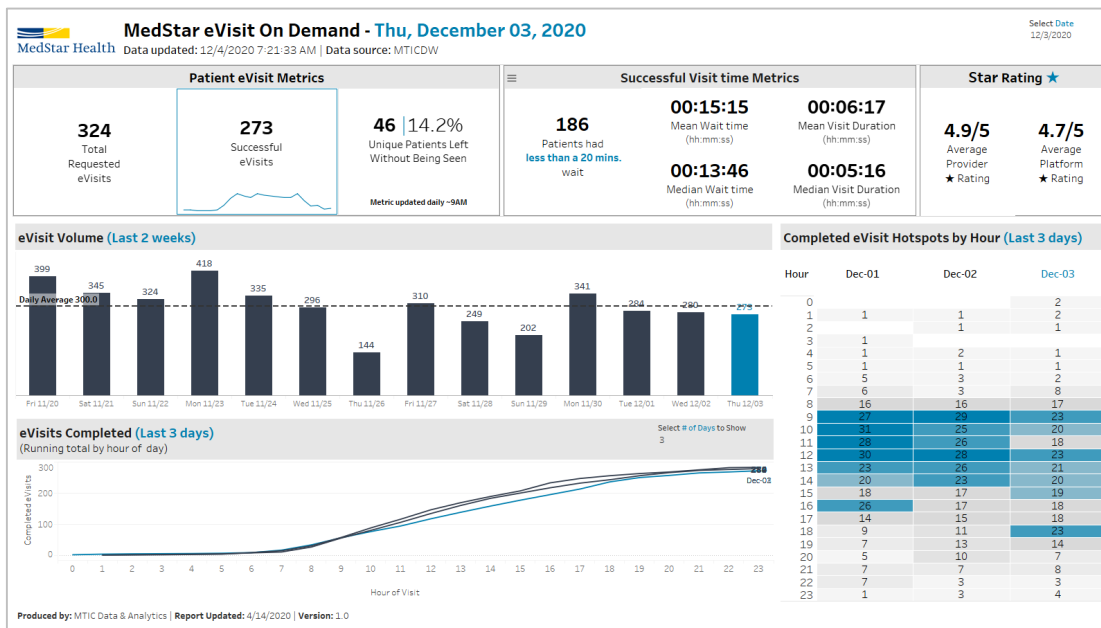 MedStar Health
MedStar eVisit On Demand - Thu, December 03, 2020
Data updated: 12/4/2020 7:21:33 AM | Data source: MTICDW
Select Date
12/3/2020
Patient eVisit Metrics
324
Total
Requested
eVisits
273
Successful
eVisits
46 | 14.2%
Unique Patients Left
Without Being Seen
Metric updated daily ~9AM
Successful Visit time Metrics
186
Patients had
less than a 20 mins.
wait
00:15:15
Mean Wait time
(hh:mm:ss)
00:06:17
Mean Visit Duration
(hh:mm:ss)
00:13:46
Median Wait time
(hh:mm:ss)
00:05:16
Median Visit Duration
(hh:mm:ss)
Star Rating ★
4.9/5
Average
Provider
★ Rating
4.7/5
Average
Platform
★ Rating
eVisit Volume (Last 2 weeks)
399 345 324 418 335 296 144 310 249 202 341 284 280 273
Daily Average 300.0
Fri 11/20 Sat 11/21 Sun 11/22 Mon 11/23 Tue 11/24 Wed 11/25 Thu 11/26 Fri 11/27 Sat 11/28 Sun 11/29 Mon 11/30 Tue 12/01 Wed 12/02 Thu 12/03
eVisits Completed (Last 3 days)
(Running total by hour of day)
Select # of Days to Show
3
Completed eVisits
300
200
100
0
0 1 2 3 4 5 6 7 8 9 10 11 12 13 14 15 16 17 18 19 20 21 22 23
Hour of Visit
Completed eVisit Hotspots by Hour (Last 3 days)
Hour Dec-01 Dec-02 Dec-03
0 2
1 1 1 2
2 1 1
3 1
4 1 2 1
5 1 1 1
6 5 3 2
7 6 3 8
8 16 16 17
9 27 29 23
10 31 25 20
11 28 26 18
12 30 28 23
13 23 26 21
14 20 23 20
15 18 17 19
16 26 17 18
17 14 15 18
18 9 11 23
19 7 13 14
20 5 10 7
21 7 7 8
22 7 3 3
23 1 3 4
Produced by: MTIC Data & Analytics | Report Updated: 4/14/2020 | Version: 1.0